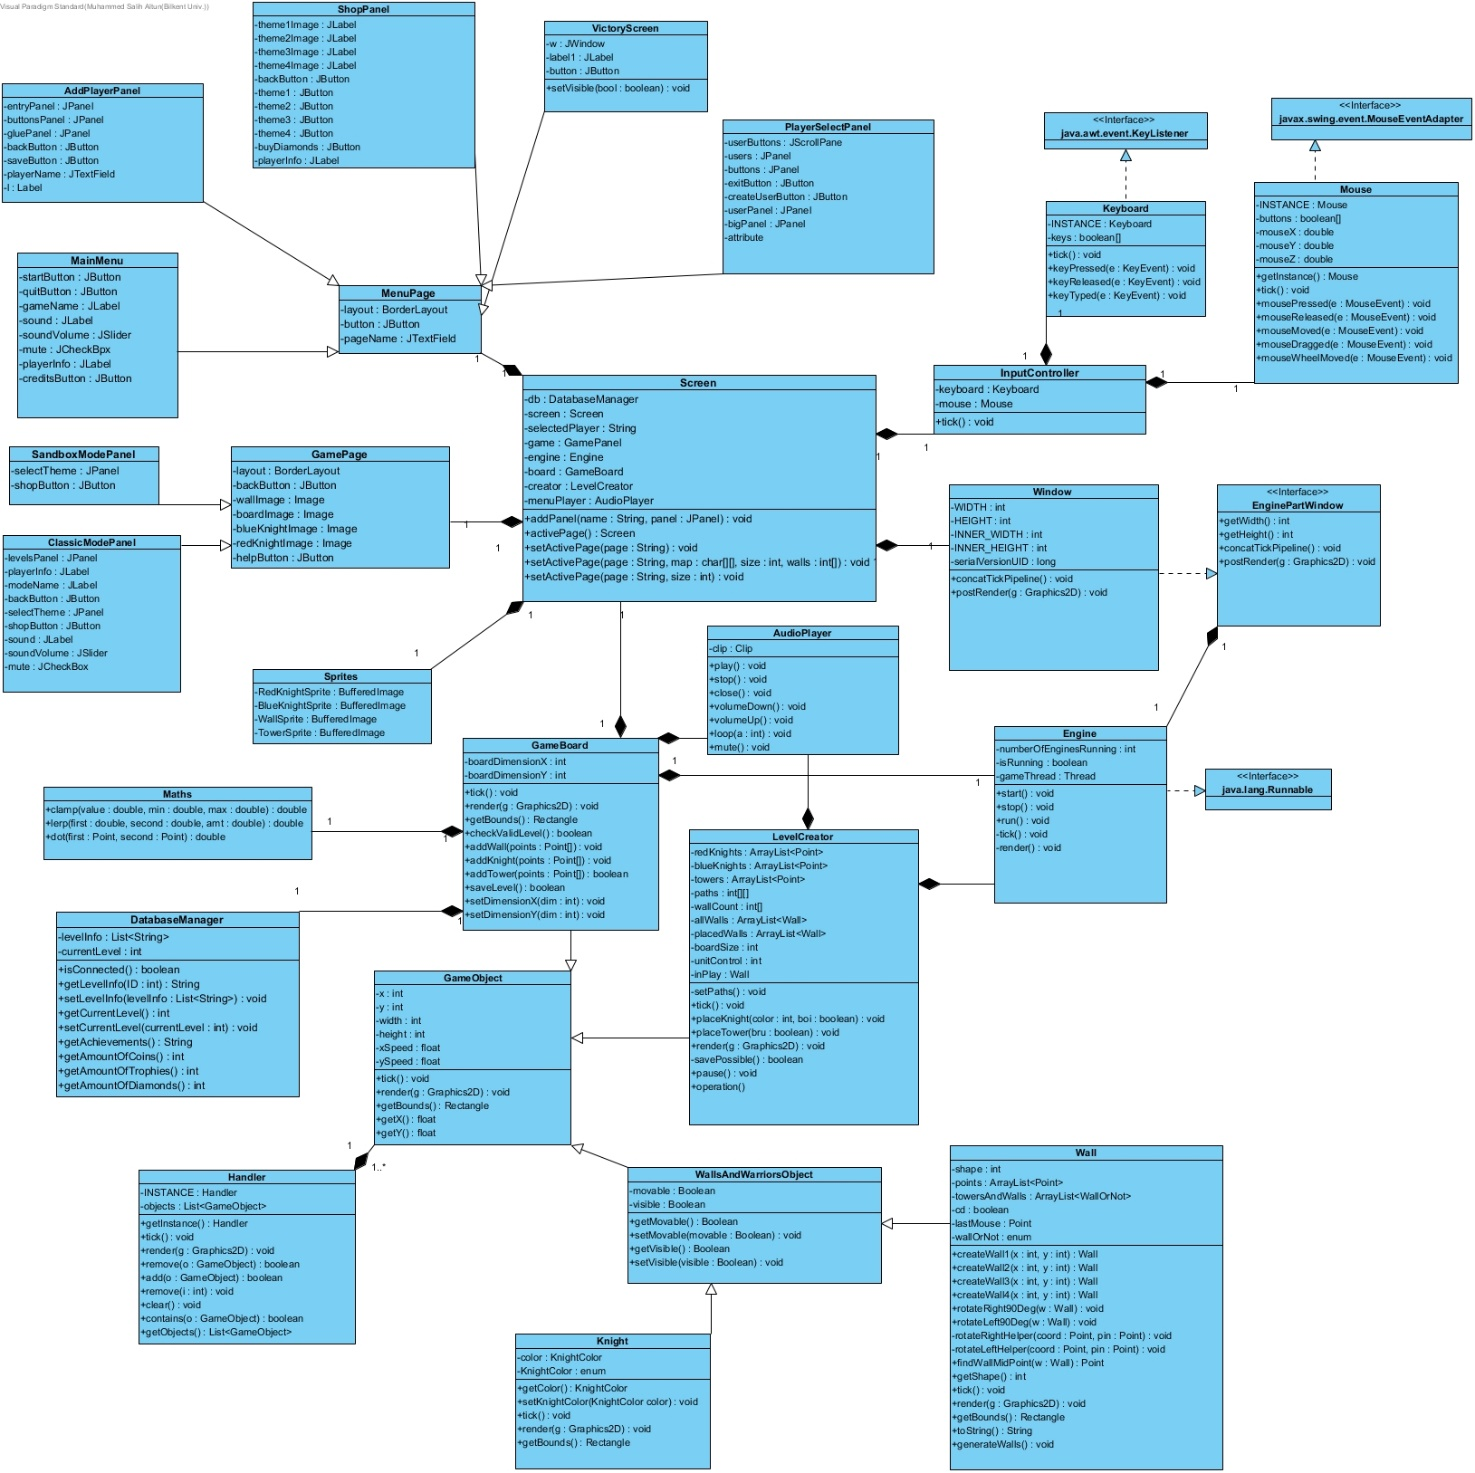 Visual Paradigm Standard(Muhammed Salih Altun(Bilkent Univ.))
ShopPanel
-theme1Image : JLabel
-theme2Image : JLabel
-theme3Image : JLabel
-theme4Image : JLabel
-backButton : JButton
-theme1 : JButton
-theme2 : JButton
-theme3 : JButton
-theme4 : JButton
-buyDiamonds : JButton
-playerInfo : JLabel
VictoryScreen
-w : JWindow
-label1 : JLabel
-button : JButton
+setVisible(bool : boolean) : void
AddPlayerPanel
-entryPanel : JPanel
-buttonsPanel : JPanel
-gluePanel : JPanel
-backButton : JButton
-saveButton : JButton
-playerName : JTextField
-l : Label
PlayerSelectPanel
-userButtons : JScrollPane
-users : JPanel
-buttons : JPanel
-exitButton : JButton
-createUserButton : JButton
-userPanel : JPanel
-bigPanel : JPanel
-attribute
<<Interface>>
java.awt.event.KeyListener
<<Interface>>
javax.swing.event.MouseEventAdapter
Keyboard
-INSTANCE : Keyboard
-keys : boolean[]
+tick() : void
+keyPressed(e : KeyEvent) : void
+keyReleased(e : KeyEvent) : void
+keyTyped(e : KeyEvent) : void
1
1
Mouse
-INSTANCE : Mouse
-buttons : boolean[]
-mouseX : double
-mouseY : double
-mouseZ : double
+getInstance() : Mouse
+tick() : void
+mousePressed(e : MouseEvent) : void
+mouseReleased(e : MouseEvent) : void
+mouseMoved(e : MouseEvent) : void
+mouseDragged(e : MouseEvent) : void
+mouseWheelMoved(e : MouseEvent) : void
1
1
MainMenu
-startButton : JButton
-quitButton : JButton
-gameName : JLabel
-sound : JLabel
-soundVolume : JSlider
-mute : JCheckBpx
-playerInfo : JLabel
-creditsButton : JButton
MenuPage
-layout : BorderLayout
-button : JButton
-pageName : JTextField
1
1
InputController
-keyboard : Keyboard
-mouse : Mouse
+tick() : void
1
1
Screen
-db : DatabaseManager
-screen : Screen
-selectedPlayer : String
-game : GamePanel
-engine : Engine
-board : GameBoard
-creator : LevelCreator
-menuPlayer : AudioPlayer
+addPanel(name : String, panel : JPanel) : void
+activePage() : Screen
+setActivePage(page : String) : void
+setActivePage(page : String, map : char[][], size : int, walls : int[]) : void
+setActivePage(page : String, size : int) : void
SandboxModePanel
-selectTheme : JPanel
-shopButton : JButton
GamePage
-layout : BorderLayout
-backButton : JButton
-wallImage : Image
-boardImage : Image
-blueKnightImage : Image
-redKnightImage : Image
-helpButton : JButton
1
1
ClassicModePanel
-levelsPanel : JPanel
-playerInfo : JLabel
-modeName : JLabel
-backButton : JButton
-selectTheme : JPanel
-shopButton : JButton
-sound : JLabel
-soundVolume : JSlider
-mute : JCheckBox
Window
-WIDTH : int
-HEIGHT : int
-INNER_WIDTH : int
-INNER_HEIGHT : int
-serialVersionUID : long
+concatTickPipeline() : void
+postRender(g : Graphics2D) : void
1
1
<<Interface>>
EnginePartWindow
+getWidth() : int
+getHeight() : int
+concatTickPipeline() : void
+postRender(g : Graphics2D) : void
1
1
Sprites
-RedKnightSprite : BufferedImage
-BlueKnightSprite : BufferedImage
-WallSprite : BufferedImage
-TowerSprite : BufferedImage
1
1
1
1
AudioPlayer
-clip : Clip
+play() : void
+stop() : void
+close() : void
+volumeDown() : void
+volumeUp() : void
+loop(a : int) : void
+mute() : void
Engine
-numberOfEnginesRunning : int
-isRunning : boolean
-gameThread : Thread
+start() : void
+stop() : void
+run() : void
-tick() : void
-render() : void
1
1
<<Interface>>
java.lang.Runnable
GameBoard
-boardDimensionX : int
-boardDimensionY : int
+tick() : void
+render(g : Graphics2D) : void
+getBounds() : Rectangle
+checkValidLevel() : boolean
+addWall(points : Point[]) : void
+addKnight(points : Point[]) : void
+addTower(points : Point[]) : boolean
+saveLevel() : boolean
+setDimensionX(dim : int) : void
+setDimensionY(dim : int) : void
Maths
+clamp(value : double, min : double, max : double) : double
+lerp(first : double, second : double, amt : double) : double
+dot(first : Point, second : Point) : double
1
1
LevelCreator
-redKnights : ArrayList<Point>
-blueKnights : ArrayList<Point>
-towers : ArrayList<Point>
-paths : int[][]
-wallCount : int[]
-allWalls : ArrayList<Wall>
-placedWalls : ArrayList<Wall>
-boardSize : int
-unitControl : int
-inPlay : Wall
-setPaths() : void
+tick() : void
+placeKnight(color : int, boi : boolean) : void
+placeTower(bru : boolean) : void
+render(g : Graphics2D) : void
-savePossible() : boolean
+pause() : void
+operation()
DatabaseManager
-levelInfo : List<String>
-currentLevel : int
+isConnected() : boolean
+getLevelInfo(ID : int) : String
+setLevelInfo(levelInfo : List<String>) : void
+getCurrentLevel() : int
+setCurrentLevel(currentLevel : int) : void
+getAchievements() : String
+getAmountOfCoins() : int
+getAmountOfTrophies() : int
+getAmountOfDiamonds() : int
1
1
GameObject
-x : int
-y : int
-width : int
-height : int
-xSpeed : float
-ySpeed : float
+tick() : void
+render(g : Graphics2D) : void
+getBounds() : Rectangle
+getX() : float
+getY() : float
1
1..*
Handler
-INSTANCE : Handler
-objects : List<GameObject>
+getInstance() : Handler
+tick() : void
+render(g : Graphics2D) : void
+remove(o : GameObject) : boolean
+add(o : GameObject) : boolean
+remove(i : int) : void
+clear() : void
+contains(o : GameObject) : boolean
+getObjects() : List<GameObject>
WallsAndWarriorsObject
-movable : Boolean
-visible : Boolean
+getMovable() : Boolean
+setMovable(movable : Boolean) : void
+getVisible() : Boolean
+setVisible(visible : Boolean) : void
Wall
-shape : int
-points : ArrayList<Point>
-towersAndWalls : ArrayList<WallOrNot>
-cd : boolean
-lastMouse : Point
-wallOrNot : enum
+createWall1(x : int, y : int) : Wall
+createWall2(x : int, y : int) : Wall
+createWall3(x : int, y : int) : Wall
+createWall4(x : int, y : int) : Wall
+rotateRight90Deg(w : Wall) : void
+rotateLeft90Deg(w : Wall) : void
-rotateRightHelper(coord : Point, pin : Point) : void
-rotateLeftHelper(coord : Point, pin : Point) : void
+findWallMidPoint(w : Wall) : Point
+getShape() : int
+tick() : void
+render(g : Graphics2D) : void
+getBounds() : Rectangle
+toString() : String
+generateWalls() : void
Knight
-color : KnightColor
-KnightColor : enum
+getColor() : KnightColor
+setKnightColor(KnightColor color) : void
+tick() : void
+render(g : Graphics2D) : void
+getBounds() : Rectangle